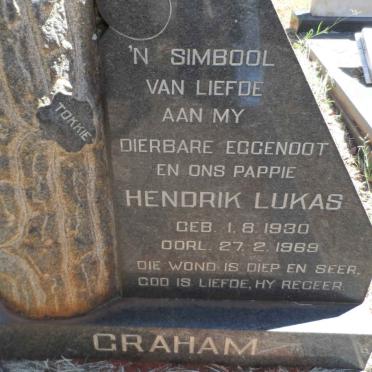 TOKKIE
'N SIMBOOL
VAN LIEFDE
AAN MY
DIERBARE EGGENOOT
EN ONS PAPPIE
HENDRIK LUKAS
GEB. 1.8.1930
OORL. 27.2.1969
DIE WOND IS DIEP EN SEER,
GOD IS LIEFDE, HY REGEER.
GRAHAM